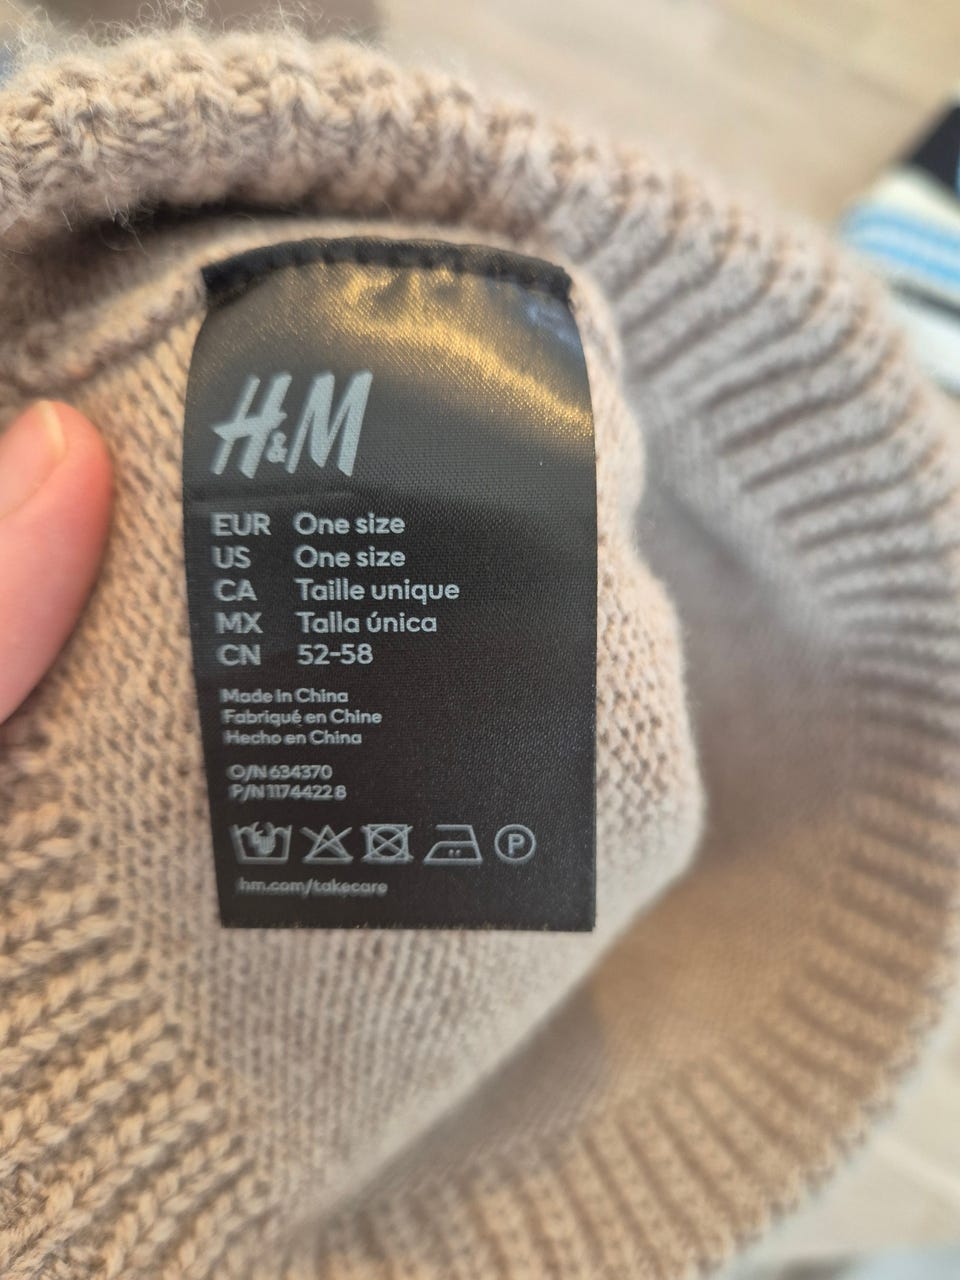 H&M
EUR One size
US One size
CA Taille unique
MX Talla única
CN 52-58
Made in China
Fabriqué en Chine
Hecho en China
O/N 634370
P/N 1174422 8
P
hm.com/takecare